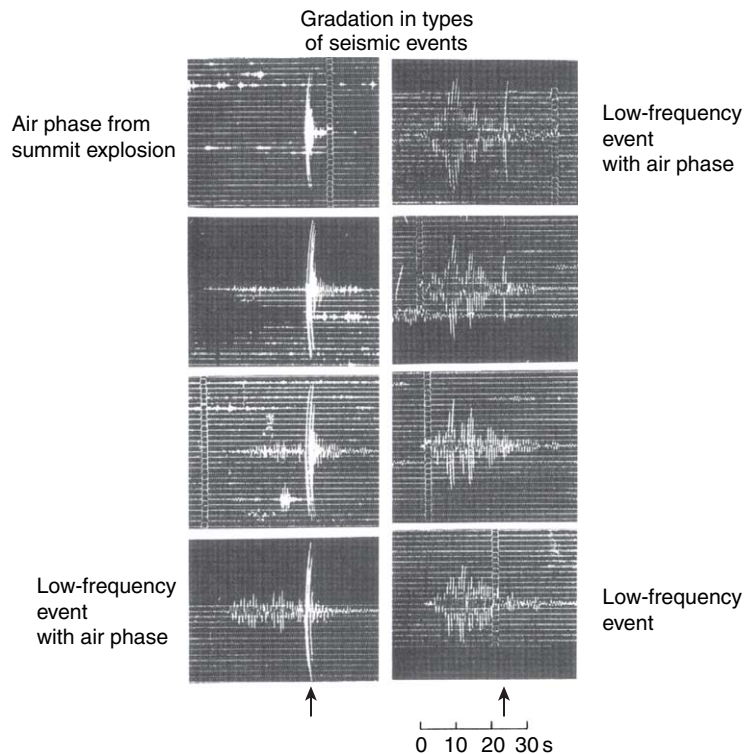 Gradation in types
of seismic events
Air phase from
summit explosion
Low-frequency
event
with air phase
Low-frequency
event
with air phase
Low-frequency
event
0 10 20 30 s